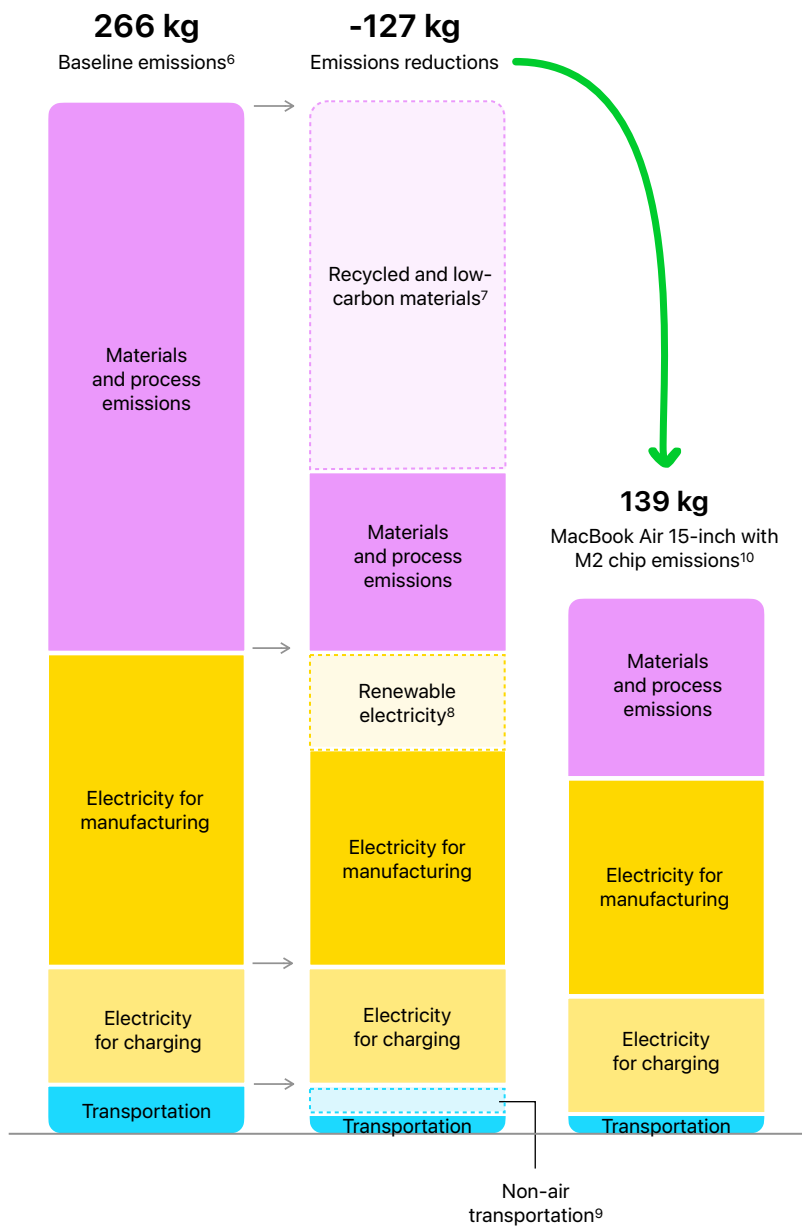 266 kg
Baseline emissions⁶
Materials
and process
emissions
Electricity for
manufacturing
Electricity
for charging
Transportation
-127 kg
Emissions reductions
Recycled and low-
carbon materials⁷
Materials
and process
emissions
Renewable
electricity⁸
Electricity for
manufacturing
Electricity
for charging
Transportation
Non-air
transportation⁹
139 kg
MacBook Air 15-inch with
M2 chip emissions¹⁰
Materials
and process
emissions
Electricity for
manufacturing
Electricity
for charging
Transportation